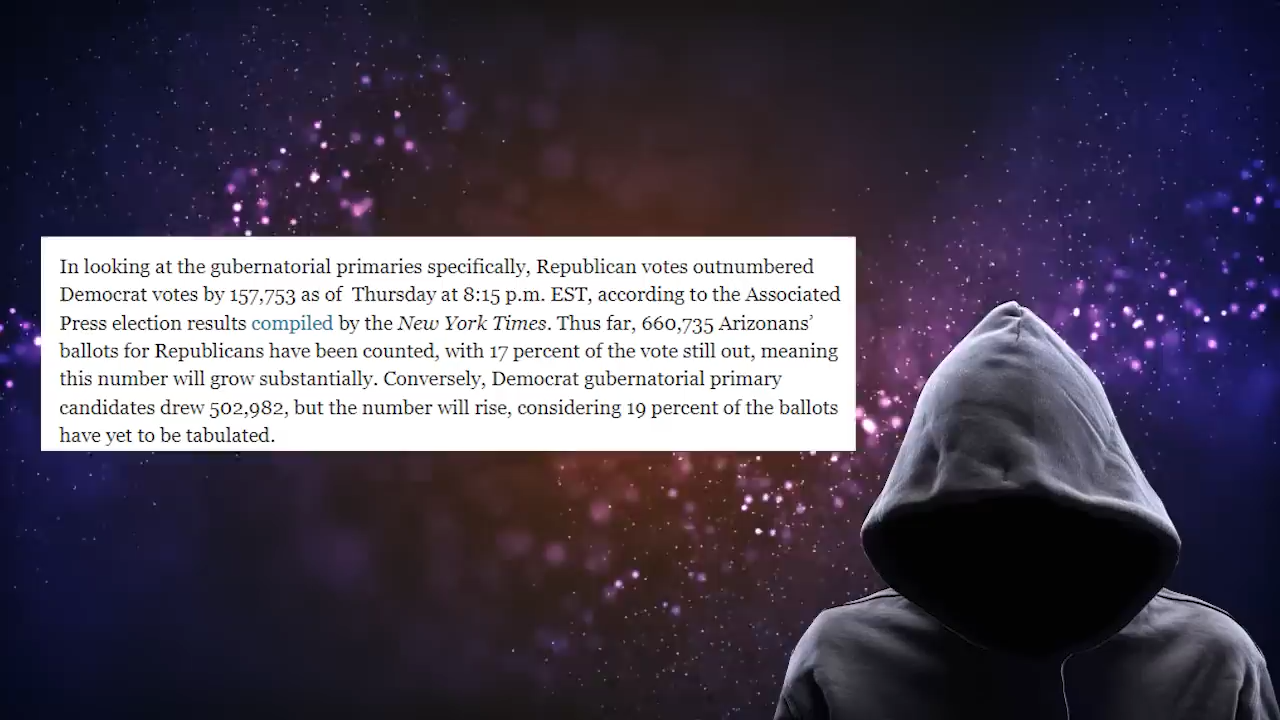 In looking at the gubernatorial primaries specifically, Republican votes outnumbered
Democrat votes by 157,753 as of  Thursday at 8:15 p.m. EST, according to the Associated
Press election results compiled by the New York Times. Thus far, 660,735 Arizonans’
ballots for Republicans have been counted, with 17 percent of the vote still out, meaning
this number will grow substantially. Conversely, Democrat gubernatorial primary
candidates drew 502,982, but the number will rise, considering 19 percent of the ballots
have yet to be tabulated.